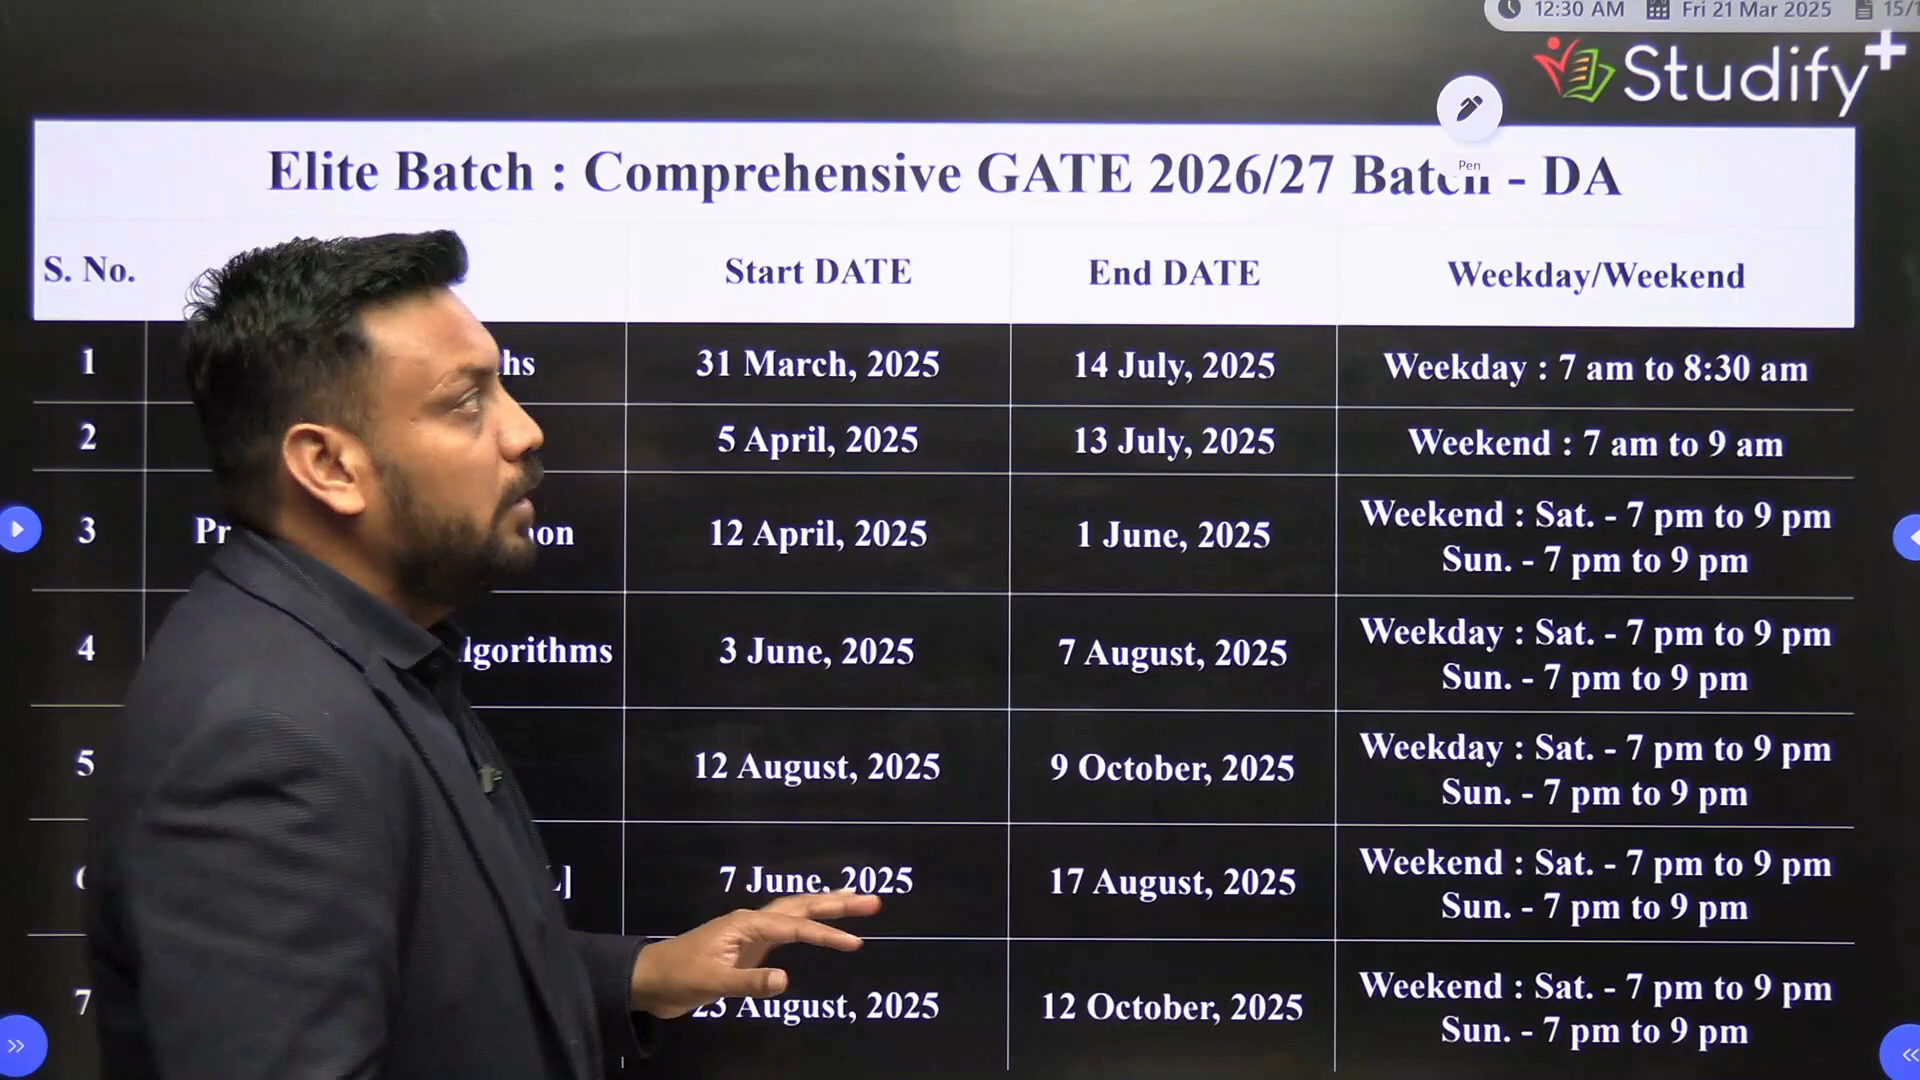 12:30 AM Fri 21 Mar 2025 15/1
Studify+
Pen
Elite Batch : Comprehensive GATE 2026/27 Batch - DA
S. No. Start DATE End DATE Weekday/Weekend
1 hs 31 March, 2025 14 July, 2025 Weekday : 7 am to 8:30 am
2 5 April, 2025 13 July, 2025 Weekend : 7 am to 9 am
3 Pr on 12 April, 2025 1 June, 2025 Weekend : Sat. - 7 pm to 9 pm
Sun. - 7 pm to 9 pm
4 lgorithms 3 June, 2025 7 August, 2025 Weekday : Sat. - 7 pm to 9 pm
Sun. - 7 pm to 9 pm
5 12 August, 2025 9 October, 2025 Weekday : Sat. - 7 pm to 9 pm
Sun. - 7 pm to 9 pm
L] 7 June, 2025 17 August, 2025 Weekend : Sat. - 7 pm to 9 pm
Sun. - 7 pm to 9 pm
7 23 August, 2025 12 October, 2025 Weekend : Sat. - 7 pm to 9 pm
Sun. - 7 pm to 9 pm